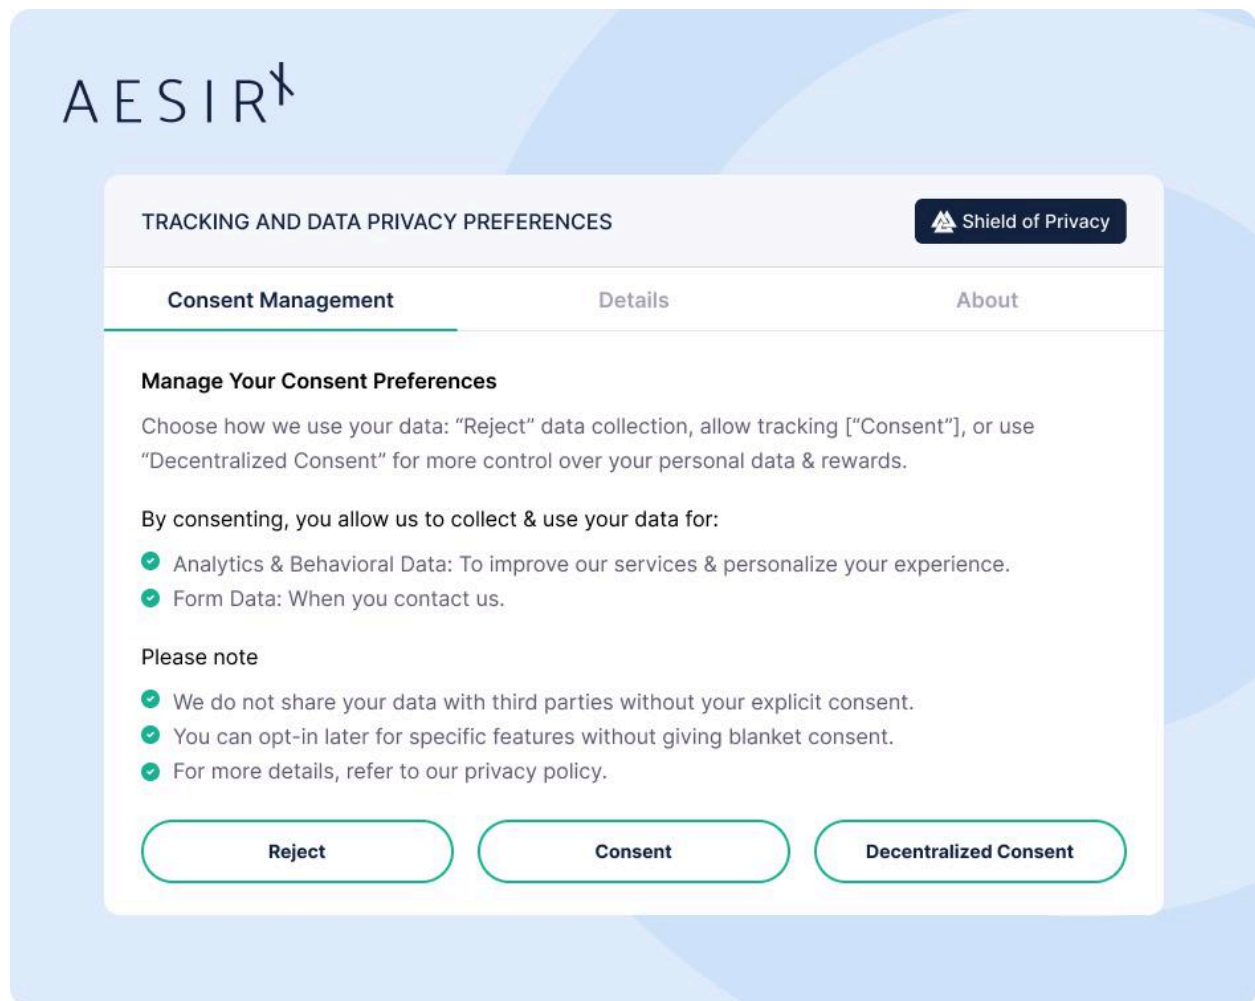 AESIRX
TRACKING AND DATA PRIVACY PREFERENCES
Shield of Privacy
Consent Management
Details
About
Manage Your Consent Preferences
Choose how we use your data: “Reject” data collection, allow tracking [“Consent”], or use
“Decentralized Consent” for more control over your personal data & rewards.
By consenting, you allow us to collect & use your data for:
Analytics & Behavioral Data: To improve our services & personalize your experience.
Form Data: When you contact us.
Please note
We do not share your data with third parties without your explicit consent.
You can opt-in later for specific features without giving blanket consent.
For more details, refer to our privacy policy.
Reject
Consent
Decentralized Consent